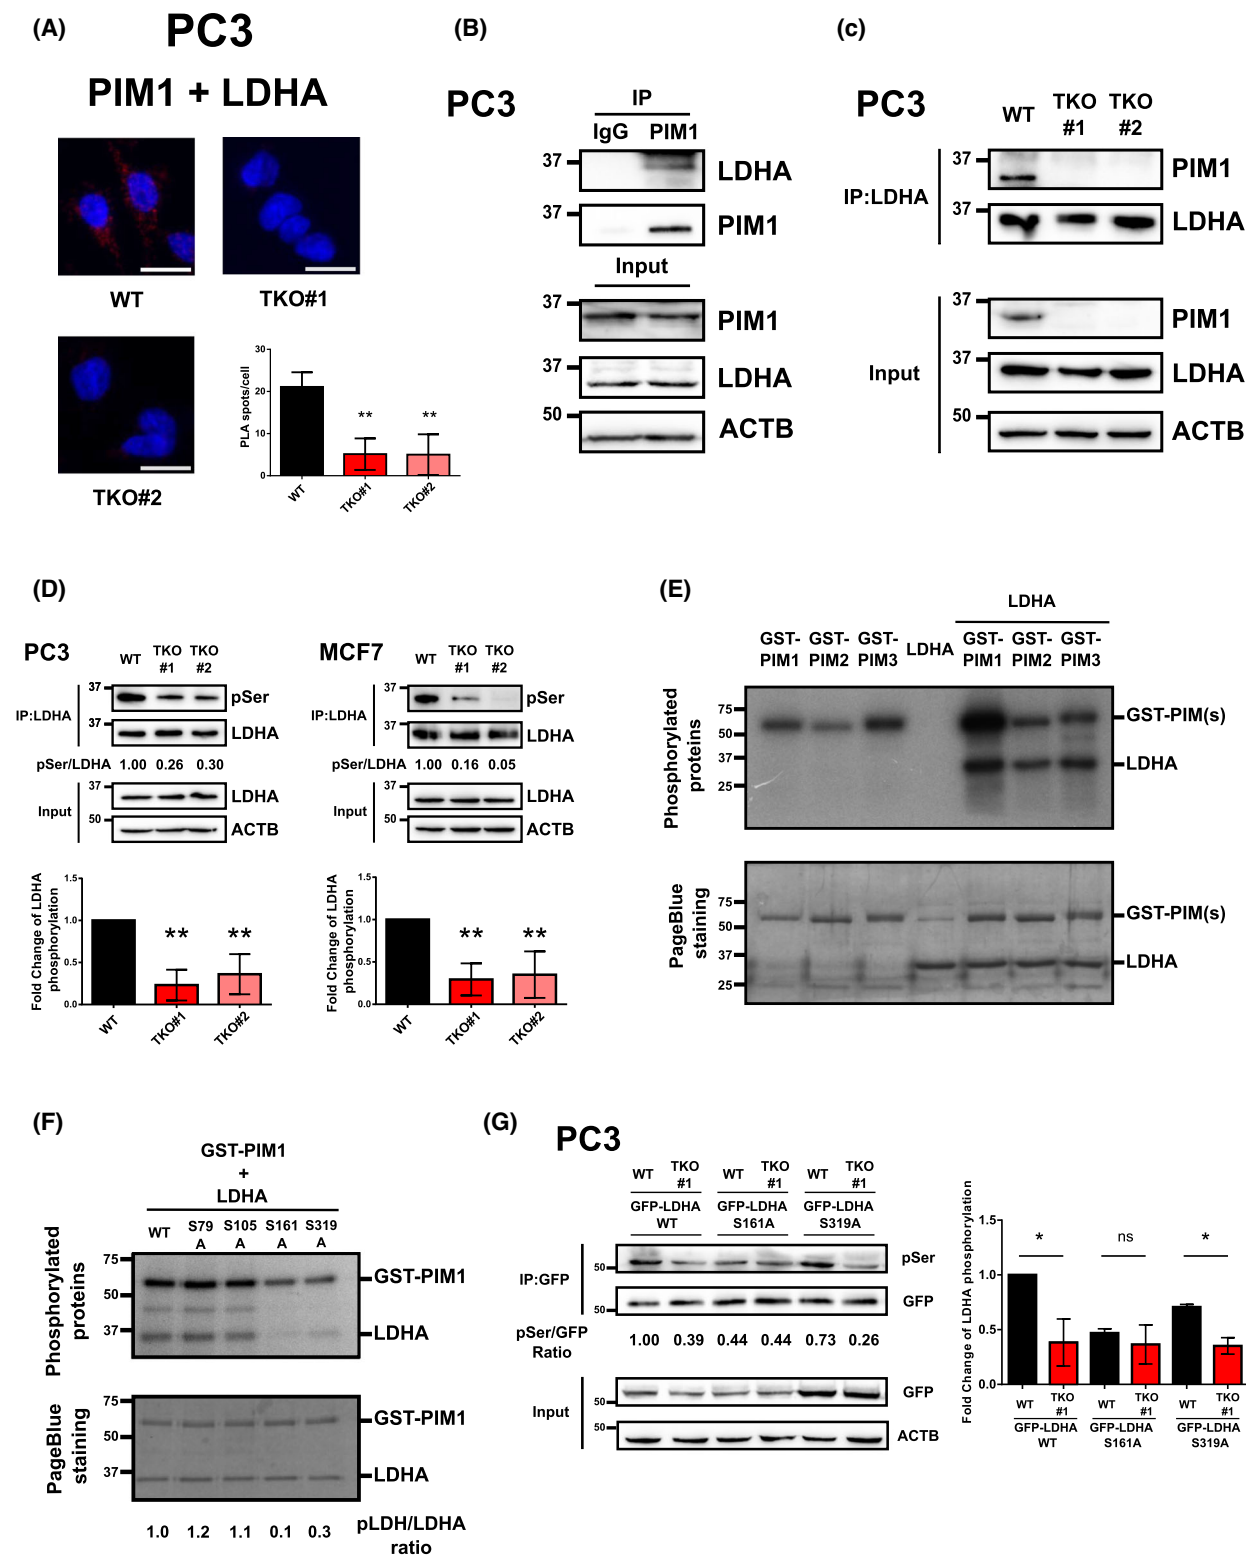 (A)
PC3
PIM1 + LDHA
WT
TKO#1
TKO#2
PLA spots/cell
30
20
10
0
**
**
WT
TKO#1
TKO#2
(B)
PC3
IP
IgG PIM1
37
LDHA
37
PIM1
Input
37
PIM1
37
LDHA
50
ACTB
(c)
PC3
WT
TKO #1
TKO #2
IP:LDHA
37
PIM1
37
LDHA
Input
37
PIM1
37
LDHA
50
ACTB
(D)
PC3
WT
TKO #1
TKO #2
IP:LDHA
37
pSer
37
LDHA
pSer/LDHA 1.00 0.26 0.30
Input
37
LDHA
50
ACTB
Fold Change of LDHA
phosphorylation
1.5
1.0
0.5
0.0
**
**
WT
TKO#1
TKO#2
MCF7
WT
TKO #1
TKO #2
IP:LDHA
37
pSer
37
LDHA
pSer/LDHA 1.00 0.16 0.05
Input
37
LDHA
50
ACTB
Fold Change of LDHA
phosphorylation
1.5
1.0
0.5
0.0
**
**
WT
TKO#1
TKO#2
(E)
LDHA
GST-PIM1
GST-PIM2
GST-PIM3
LDHA
GST-PIM1
GST-PIM2
GST-PIM3
Phosphorylated
proteins
75
50
37
25
GST-PIM(s)
LDHA
PageBlue
staining
75
50
37
25
GST-PIM(s)
LDHA
(F)
GST-PIM1
+
LDHA
WT
S79 A
S105 A
S161 A
S319 A
Phosphorylated
proteins
75
50
37
GST-PIM1
LDHA
PageBlue
staining
75
50
37
GST-PIM1
LDHA
1.0 1.2 1.1 0.1 0.3 pLDH/LDHA
ratio
(G)
PC3
WT
TKO #1
WT
TKO #1
WT
TKO #1
GFP-LDHA WT
GFP-LDHA S161A
GFP-LDHA S319A
IP:GFP
50
pSer
50
GFP
pSer/GFP
Ratio
1.00 0.39 0.44 0.44 0.73 0.26
Input
50
GFP
50
ACTB
Fold Change of LDHA phosphorylation
1.5
1.0
0.5
0.0
*
ns
*
WT
TKO #1
WT
TKO #1
WT
TKO #1
GFP-LDHA WT
GFP-LDHA S161A
GFP-LDHA S319A